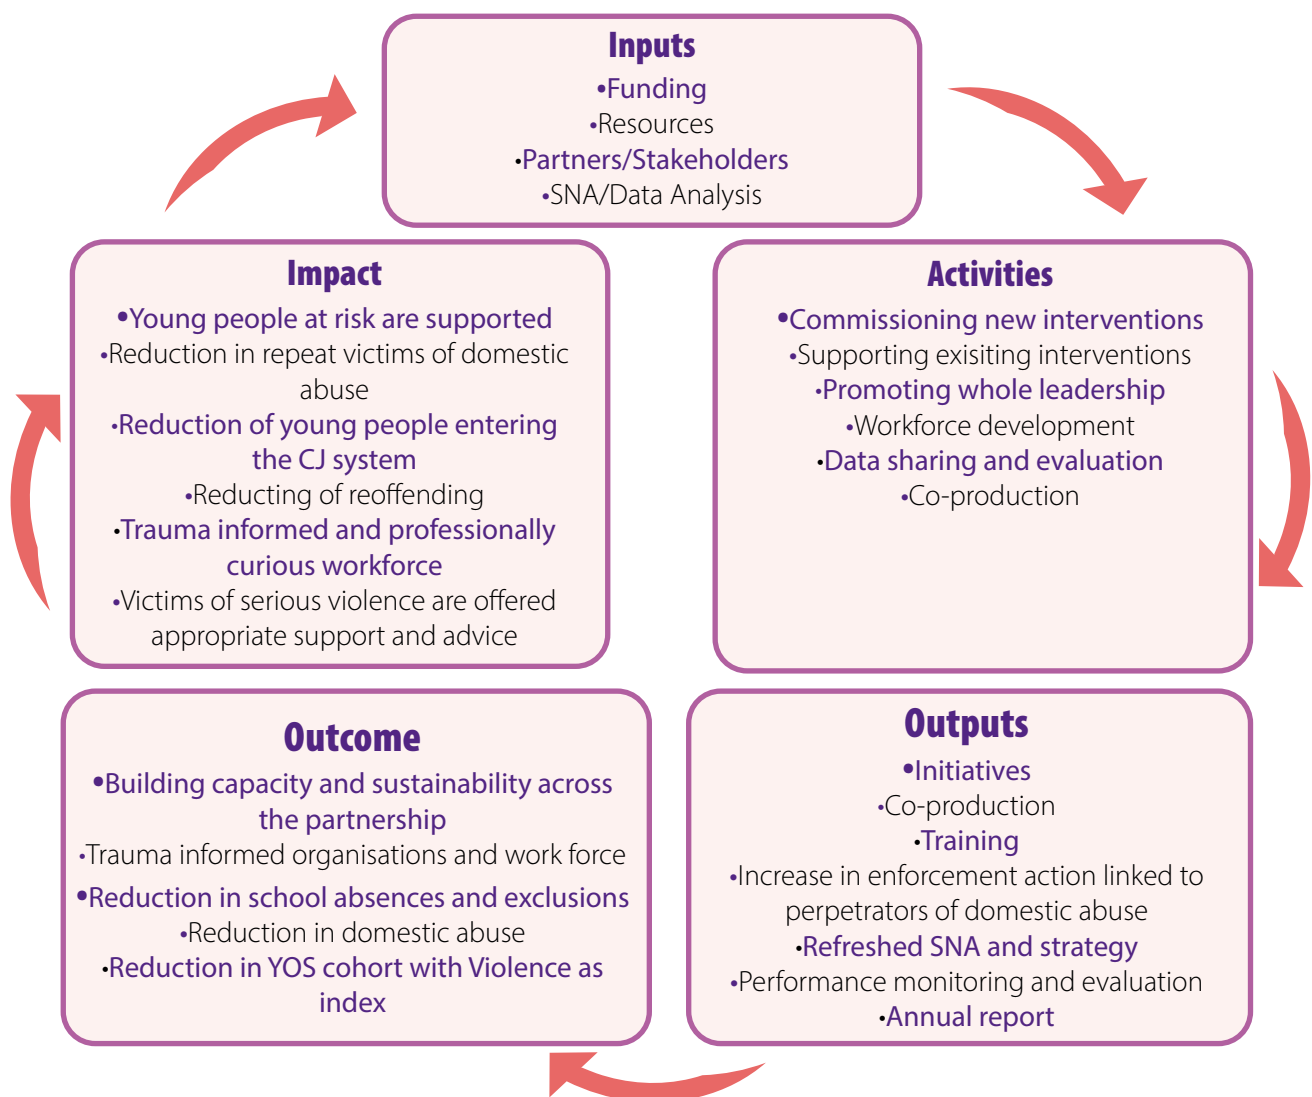 Inputs
•Funding
•Resources
•Partners/Stakeholders
•SNA/Data Analysis
Activities
•Commissioning new interventions
•Supporting exisiting interventions
•Promoting whole leadership
•Workforce development
•Data sharing and evaluation
•Co-production
Outputs
•Initiatives
•Co-production
•Training
•Increase in enforcement action linked to
perpetrators of domestic abuse
•Refreshed SNA and strategy
•Performance monitoring and evaluation
•Annual report
Outcome
•Building capacity and sustainability across
the partnership
•Trauma informed organisations and work force
•Reduction in school absences and exclusions
•Reduction in domestic abuse
•Reduction in YOS cohort with Violence as
index
Impact
•Young people at risk are supported
•Reduction in repeat victims of domestic
abuse
•Reduction of young people entering
the CJ system
•Reducting of reoffending
•Trauma informed and professionally
curious workforce
•Victims of serious violence are offered
appropriate support and advice